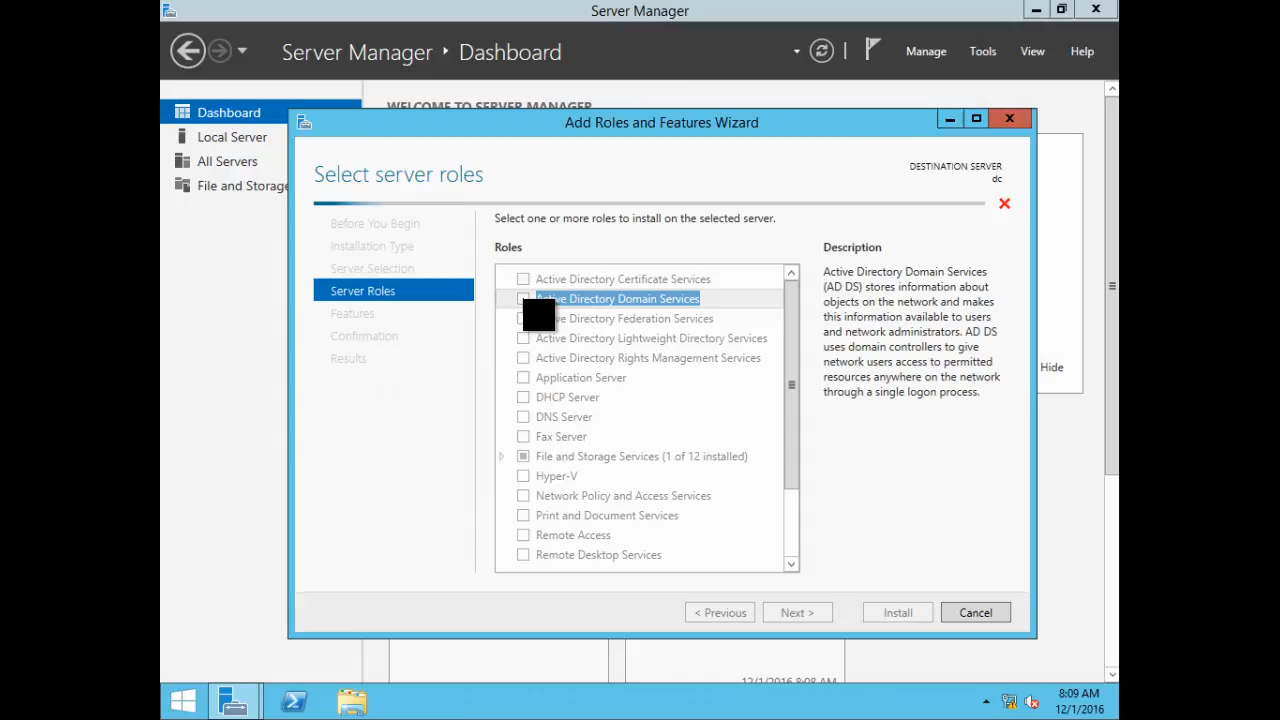 Server Manager
Server Manager • Dashboard
Manage
Tools
View
Help
Dashboard
Local Server
All Servers
File and Storage
WELCOME TO SERVER MANAGER
Add Roles and Features Wizard
Select server roles
DESTINATION SERVER
dc
Before You Begin
Installation Type
Server Selection
Server Roles
Features
Confirmation
Results
Select one or more roles to install on the selected server.
Roles
Active Directory Certificate Services
Active Directory Domain Services
Directory Federation Services
Active Directory Lightweight Directory Services
Active Directory Rights Management Services
Application Server
DHCP Server
DNS Server
Fax Server
File and Storage Services (1 of 12 installed)
Hyper-V
Network Policy and Access Services
Print and Document Services
Remote Access
Remote Desktop Services
Description
Active Directory Domain Services
(AD DS) stores information about
objects on the network and makes
this information available to users
and network administrators. AD DS
uses domain controllers to give
network users access to permitted
resources anywhere on the network
through a single logon process.
Hide
< Previous
Next >
Install
Cancel
12/1/2016 8:08 AM
8:09 AM
12/1/2016